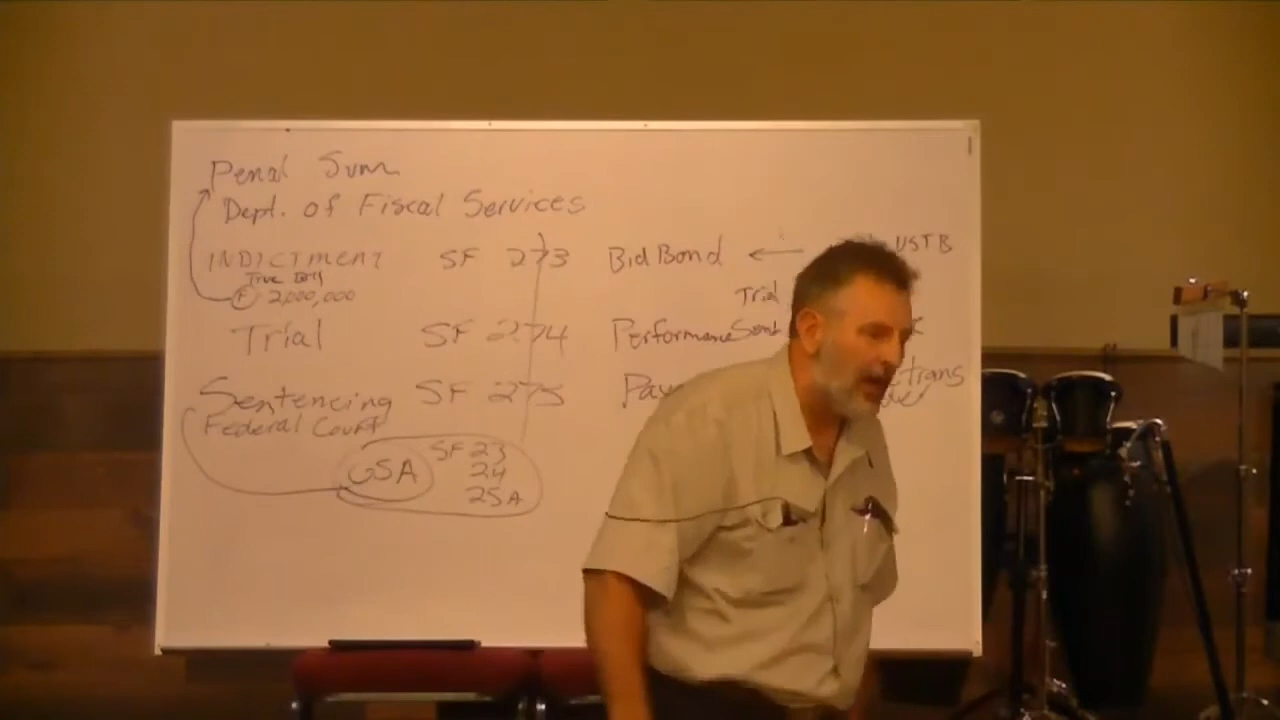 Penal Sum
Dept. of Fiscal Services
INDICTMENT SF 273 Bid Bond ← USTB
True Bill
F 2,000,000
Trial
Trial SF 274 Performance
Sentencing SF 275
Federal Court
GSA SF 23
24
25A